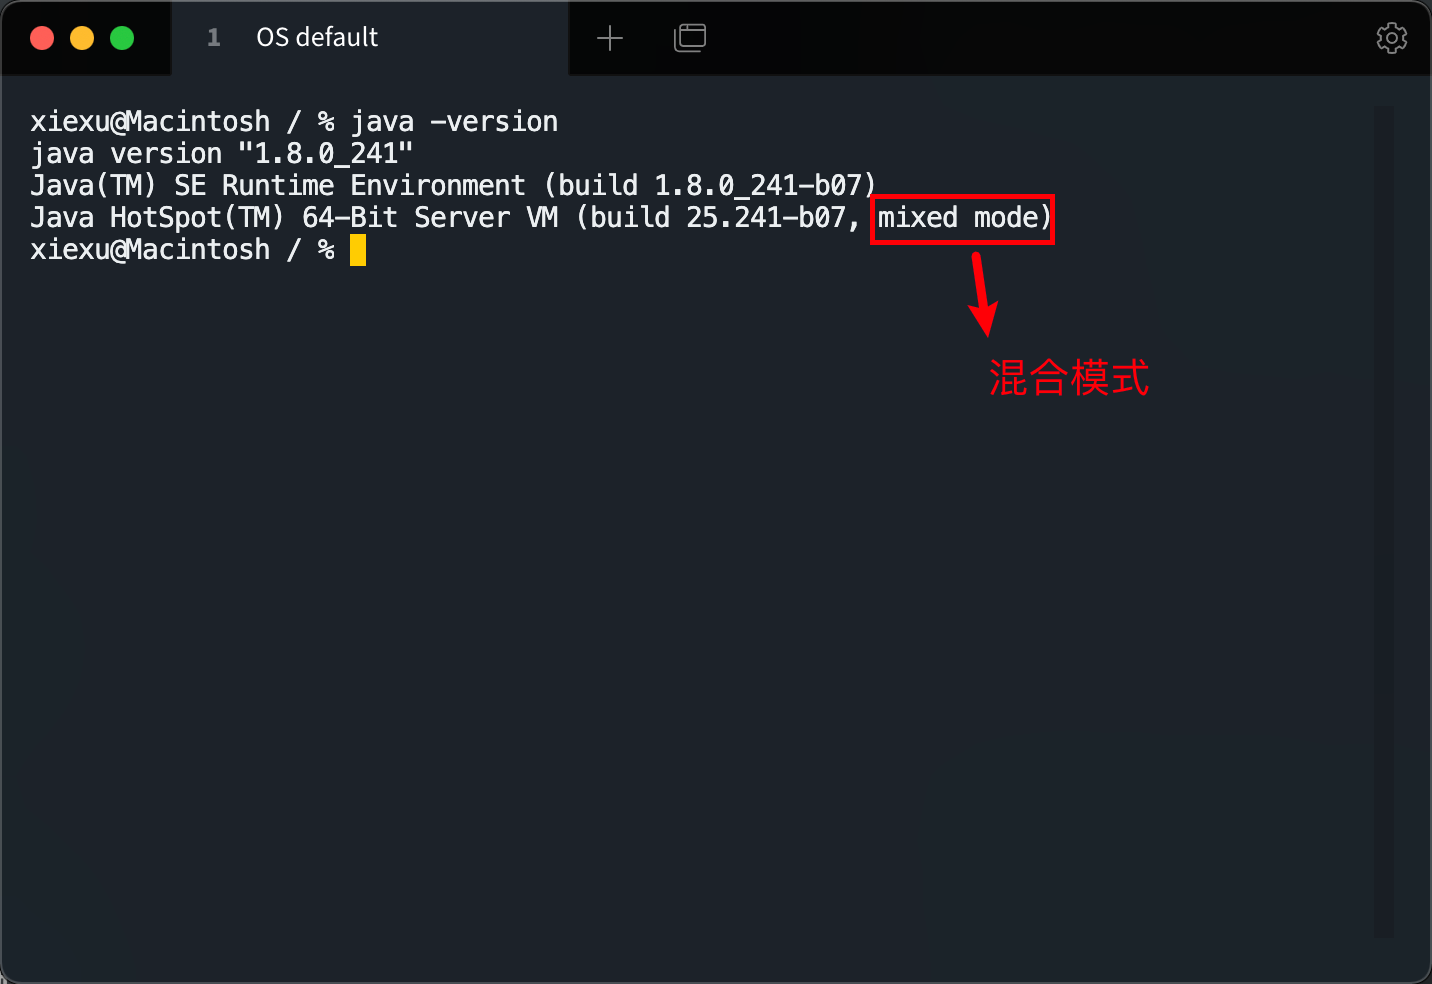 1 OS default
xiexu@Macintosh / % java -version
java version "1.8.0_241"
Java(TM) SE Runtime Environment (build 1.8.0_241-b07)
Java HotSpot(TM) 64-Bit Server VM (build 25.241-b07, mixed mode)
xiexu@Macintosh / %
混合模式